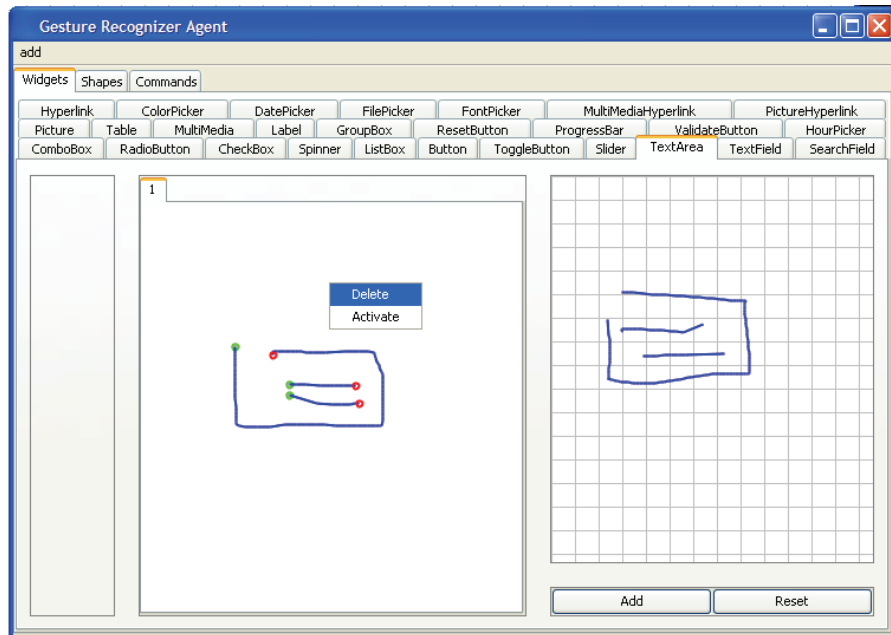 Gesture Recognizer Agent
add
Widgets Shapes Commands
Hyperlink ColorPicker DatePicker FilePicker FontPicker MultiMediaHyperlink PictureHyperlink
Picture Table MultiMedia Label GroupBox ResetButton ProgressBar ValidateButton HourPicker
ComboBox RadioButton CheckBox Spinner ListBox Button ToggleButton Slider TextArea TextField SearchField
1
Delete
Activate
Add Reset